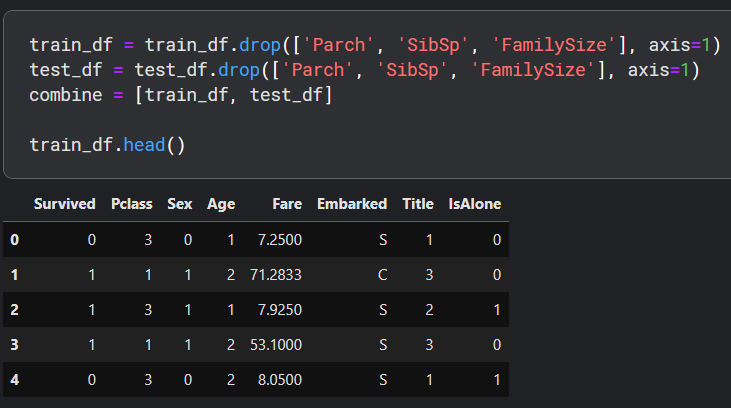 train_df = train_df.drop(['Parch', 'SibSp', 'FamilySize'], axis=1)
test_df = test_df.drop(['Parch', 'SibSp', 'FamilySize'], axis=1)
combine = [train_df, test_df]
train_df.head()
Survived Pclass Sex Age Fare Embarked Title IsAlone
0 0 3 0 1 7.2500 S 1 0
1 1 1 1 2 71.2833 C 3 0
2 1 3 1 1 7.9250 S 2 1
3 1 1 1 2 53.1000 S 3 0
4 0 3 0 2 8.0500 S 1 1